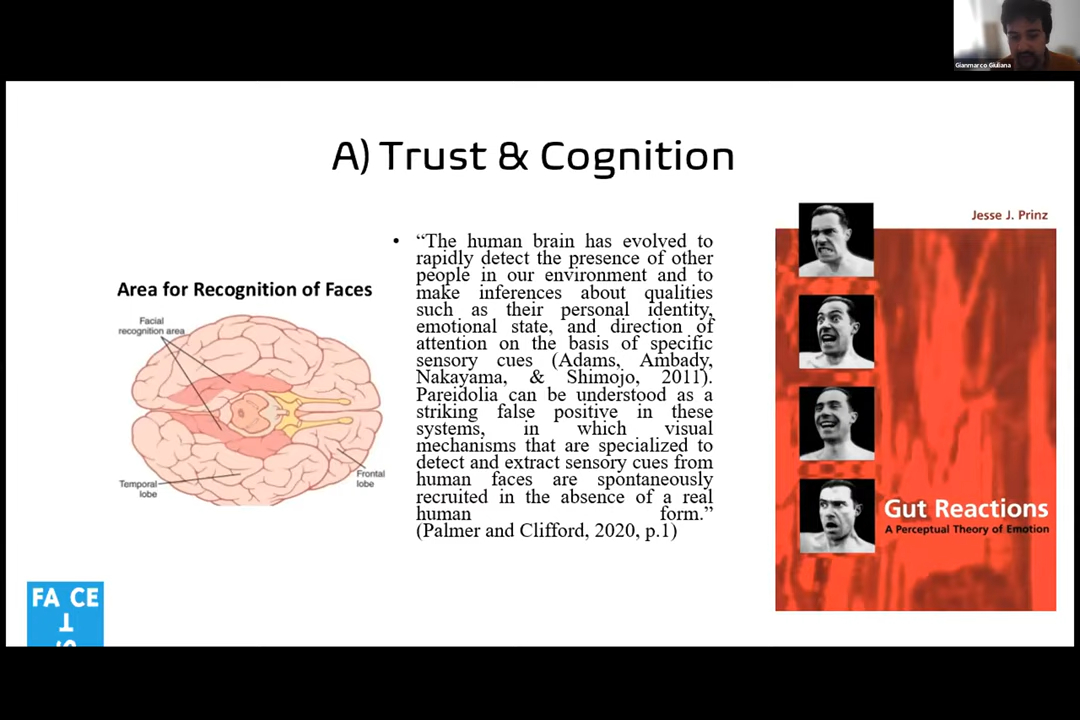 Gianmarco Giuliana
A) Trust & Cognition
Area for Recognition of Faces
Facial
recognition area
Temporal
lobe
Frontal
lobe
• “The human brain has evolved to
rapidly detect the presence of other
people in our environment and to
make inferences about qualities
such as their personal identity,
emotional state, and direction of
attention on the basis of specific
sensory cues (Adams, Ambady,
Nakayama, & Shimojo, 2011).
Pareidolia can be understood as a
striking false positive in these
systems, in which visual
mechanisms that are specialized to
detect and extract sensory cues from
human faces are spontaneously
recruited in the absence of a real
human form.”
(Palmer and Clifford, 2020, p.1)
Jesse J. Prinz
Gut Reactions
A Perceptual Theory of Emotion
FA CE
T
S